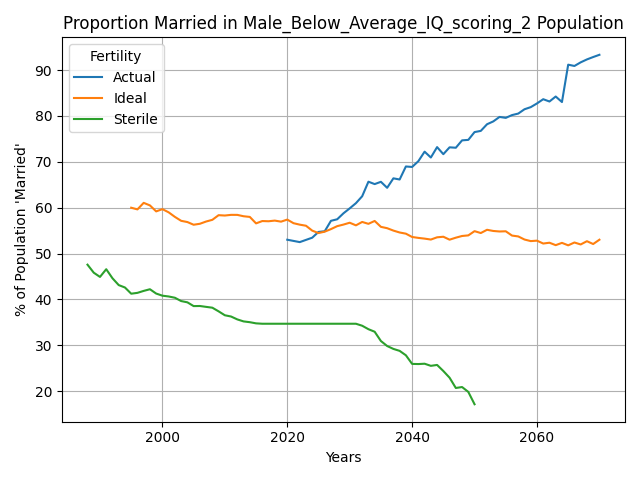 Proportion Married in Male_Below_Average_IQ_scoring_2 Population
Fertility
Actual
Ideal
Sterile
% of Population 'Married'
90
80
70
60
50
40
30
20
2000
2020
2040
2060
Years